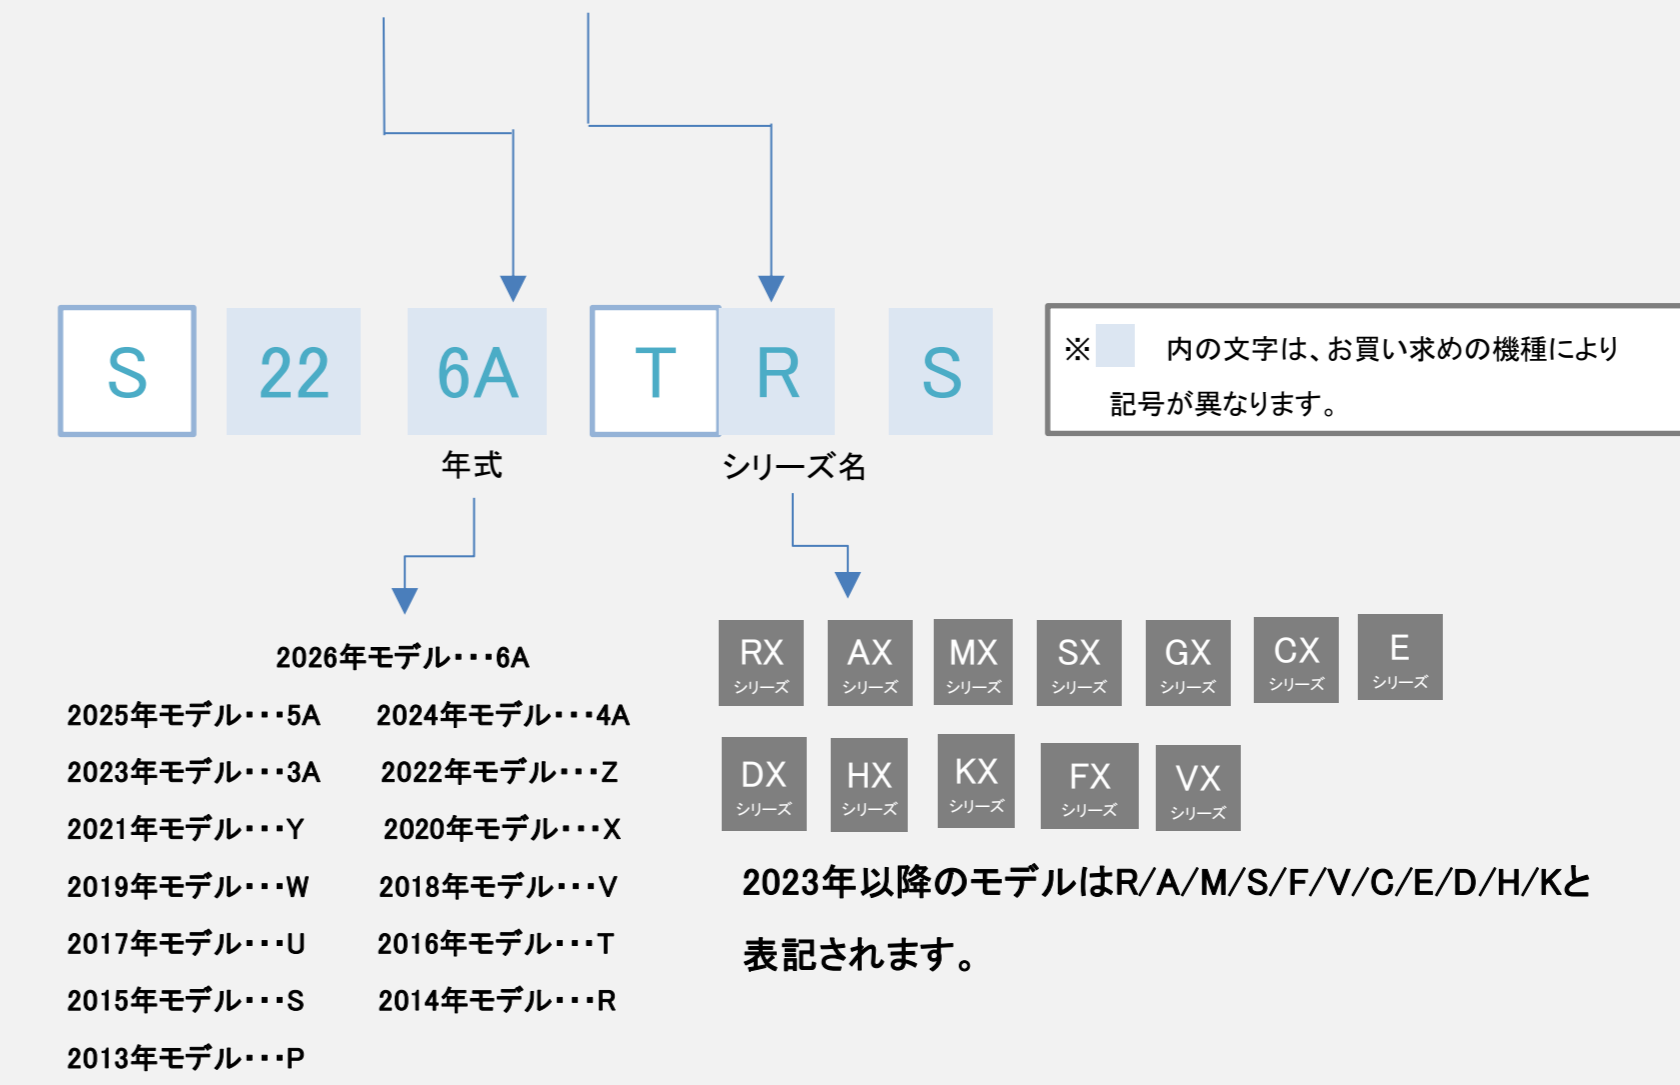 S 22 6A T R S
※ 内の文字は、お買い求めの機種により
記号が異なります。
年式 シリーズ名
2026年モデル・・・6A
2025年モデル・・・5A 2024年モデル・・・4A
2023年モデル・・・3A 2022年モデル・・・Z
2021年モデル・・・Y 2020年モデル・・・X
2019年モデル・・・W 2018年モデル・・・V
2017年モデル・・・U 2016年モデル・・・T
2015年モデル・・・S 2014年モデル・・・R
2013年モデル・・・P
RX AX MX SX GX CX E
シリーズ シリーズ シリーズ シリーズ シリーズ シリーズ シリーズ
DX HX KX FX VX
シリーズ シリーズ シリーズ シリーズ シリーズ
2023年以降のモデルはR/A/M/S/F/V/C/E/D/H/Kと
表記されます。